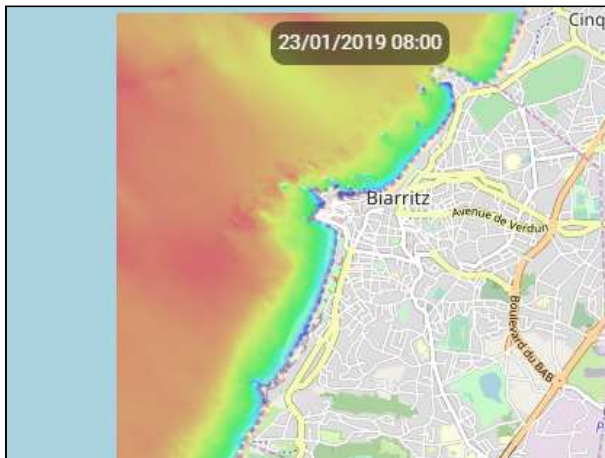 Cinq
23/01/2019 08:00
Biarritz
Avenue de Verdun
Boulevard du BAB
P